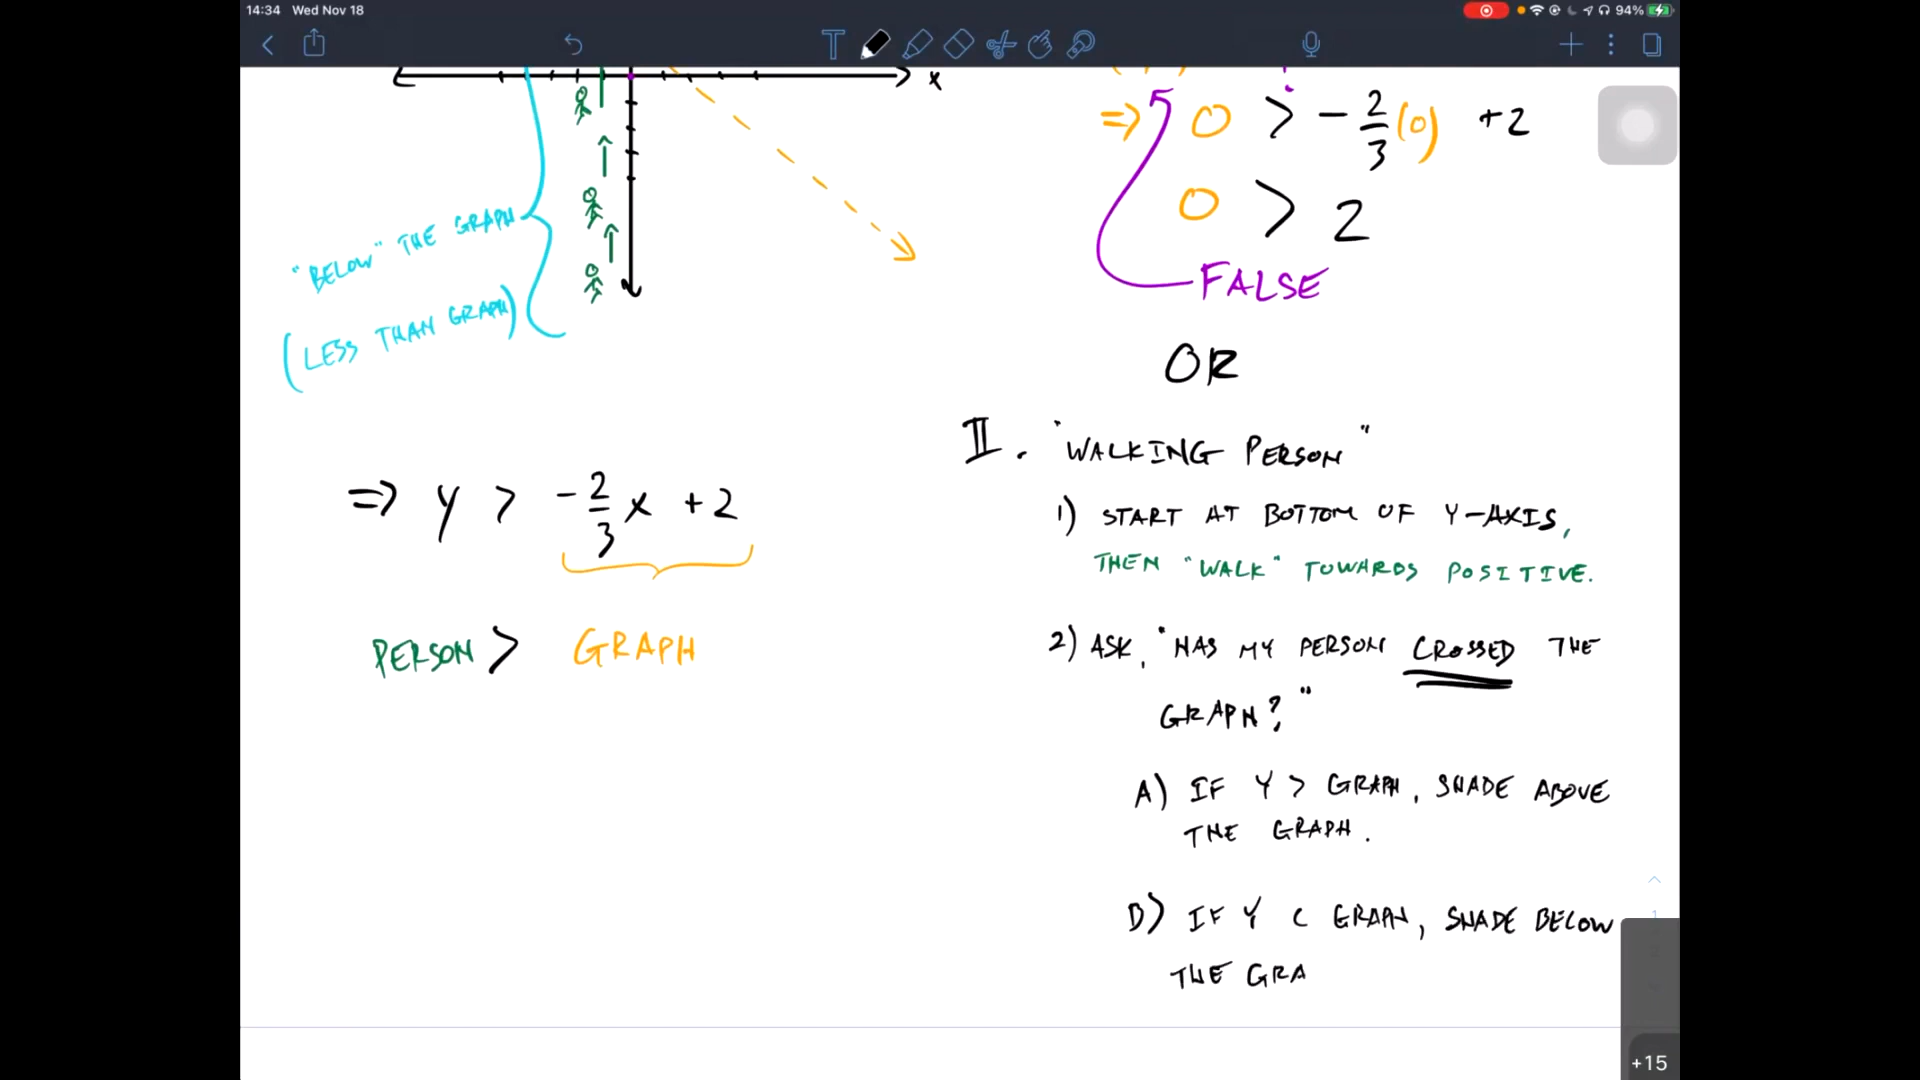 14:34 Wed Nov 18
94%
T
x
"BELOW" THE GRAPH
(LESS THAN GRAPH)
=> 0 > -2/3(0) +2
0 > 2
FALSE
OR
=> y > -2/3 x +2
PERSON > GRAPH
II. "WALKING PERSON"
1) START AT BOTTOM OF Y-AXIS,
THEN "WALK" TOWARDS POSITIVE.
2) ASK, "HAS MY PERSON CROSSED THE
GRAPH?"
A) IF Y > GRAPH, SHADE ABOVE
THE GRAPH.
B) IF Y < GRAPH, SHADE BELOW
THE GRA
+15